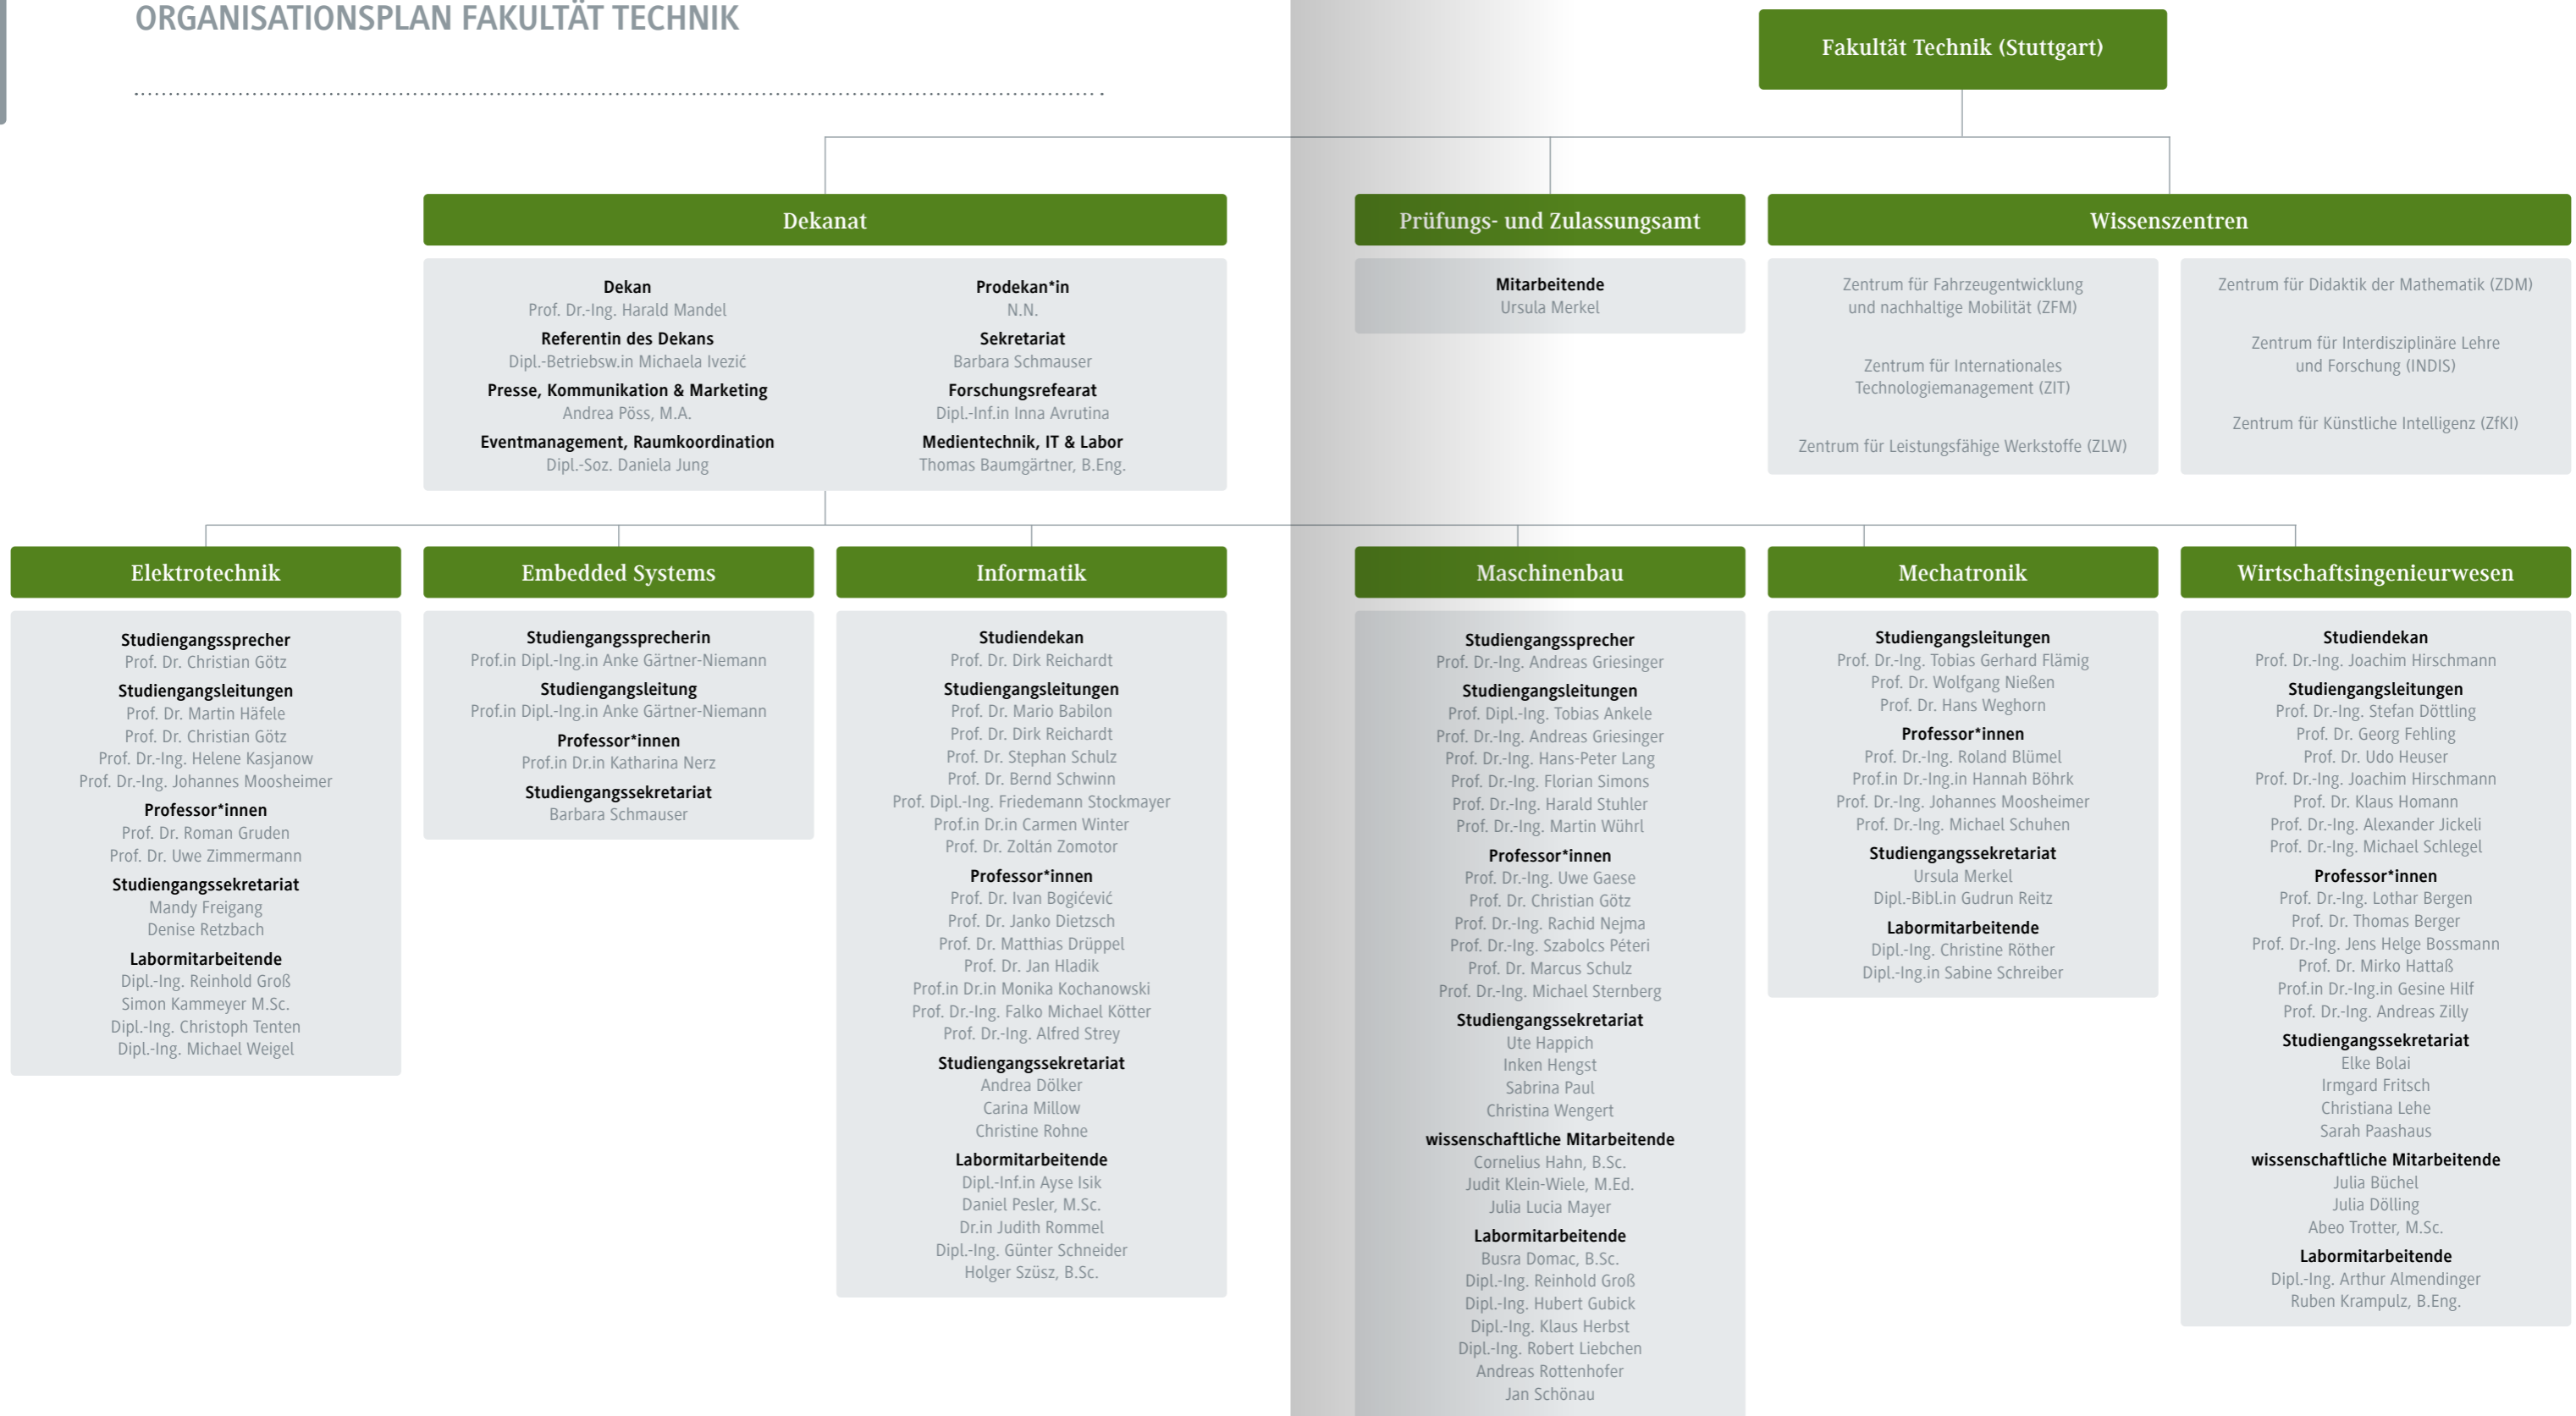 ORGANISATIONSPLAN FAKULTÄT TECHNIK
Fakultät Technik (Stuttgart)
Dekanat
Dekan
Prof. Dr.-Ing. Harald Mandel
Referentin des Dekans
Dipl.-Betriebsw.in Michaela Ivezić
Presse, Kommunikation & Marketing
Andrea Pöss, M.A.
Eventmanagement, Raumkoordination
Dipl.-Soz. Daniela Jung
Prodekan*in
N.N.
Sekretariat
Barbara Schmauser
Forschungsrefearat
Dipl.-Inf.in Inna Avrutina
Medientechnik, IT & Labor
Thomas Baumgärtner, B.Eng.
Prüfungs- und Zulassungsamt
Mitarbeitende
Ursula Merkel
Wissenszentren
Zentrum für Fahrzeugentwicklung
und nachhaltige Mobilität (ZFM)
Zentrum für Internationales
Technologiemanagement (ZIT)
Zentrum für Leistungsfähige Werkstoffe (ZLW)
Zentrum für Didaktik der Mathematik (ZDM)
Zentrum für Interdisziplinäre Lehre
und Forschung (INDIS)
Zentrum für Künstliche Intelligenz (ZfKI)
Elektrotechnik
Studiengangssprecher
Prof. Dr. Christian Götz
Studiengangsleitungen
Prof. Dr. Martin Häfele
Prof. Dr. Christian Götz
Prof. Dr.-Ing. Helene Kasjanow
Prof. Dr.-Ing. Johannes Moosheimer
Professor*innen
Prof. Dr. Roman Gruden
Prof. Dr. Uwe Zimmermann
Studiengangssekretariat
Mandy Freigang
Denise Retzbach
Labormitarbeitende
Dipl.-Ing. Reinhold Groß
Simon Kammeyer M.Sc.
Dipl.-Ing. Christoph Tenten
Dipl.-Ing. Michael Weigel
Embedded Systems
Studiengangssprecherin
Prof.in Dipl.-Ing.in Anke Gärtner-Niemann
Studiengangsleitung
Prof.in Dipl.-Ing.in Anke Gärtner-Niemann
Professor*innen
Prof.in Dr.in Katharina Nerz
Studiengangssekretariat
Barbara Schmauser
Informatik
Studiendekan
Prof. Dr. Dirk Reichardt
Studiengangsleitungen
Prof. Dr. Mario Babilon
Prof. Dr. Dirk Reichardt
Prof. Dr. Stephan Schulz
Prof. Dr. Bernd Schwinn
Prof. Dipl.-Ing. Friedemann Stockmayer
Prof.in Dr.in Carmen Winter
Prof. Dr. Zoltán Zomotor
Professor*innen
Prof. Dr. Ivan Bogićević
Prof. Dr. Janko Dietzsch
Prof. Dr. Matthias Drüppel
Prof. Dr. Jan Hladik
Prof.in Dr.in Monika Kochanowski
Prof. Dr.-Ing. Falko Michael Kötter
Prof. Dr.-Ing. Alfred Strey
Studiengangssekretariat
Andrea Dölker
Carina Millow
Christine Rohne
Labormitarbeitende
Dipl.-Inf.in Ayse Isik
Daniel Pesler, M.Sc.
Dr.in Judith Rommel
Dipl.-Ing. Günter Schneider
Holger Szüsz, B.Sc.
Maschinenbau
Studiengangssprecher
Prof. Dr.-Ing. Andreas Griesinger
Studiengangsleitungen
Prof. Dipl.-Ing. Tobias Ankele
Prof. Dr.-Ing. Andreas Griesinger
Prof. Dr.-Ing. Hans-Peter Lang
Prof. Dr.-Ing. Florian Simons
Prof. Dr.-Ing. Harald Stuhler
Prof. Dr.-Ing. Martin Wührl
Professor*innen
Prof. Dr.-Ing. Uwe Gaese
Prof. Dr. Christian Götz
Prof. Dr.-Ing. Rachid Nejma
Prof. Dr.-Ing. Szabolcs Péteri
Prof. Dr. Marcus Schulz
Prof. Dr.-Ing. Michael Sternberg
Studiengangssekretariat
Ute Happich
Inken Hengst
Sabrina Paul
Christina Wengert
wissenschaftliche Mitarbeitende
Cornelius Hahn, B.Sc.
Judit Klein-Wiele, M.Ed.
Julia Lucia Mayer
Labormitarbeitende
Busra Domac, B.Sc.
Dipl.-Ing. Reinhold Groß
Dipl.-Ing. Hubert Gubick
Dipl.-Ing. Klaus Herbst
Dipl.-Ing. Robert Liebchen
Andreas Rottenhofer
Jan Schönau
Mechatronik
Studiengangsleitungen
Prof. Dr.-Ing. Tobias Gerhard Flämig
Prof. Dr. Wolfgang Nießen
Prof. Dr. Hans Weghorn
Professor*innen
Prof. Dr.-Ing. Roland Blümel
Prof.in Dr.-Ing.in Hannah Böhrk
Prof. Dr.-Ing. Johannes Moosheimer
Prof. Dr.-Ing. Michael Schuhen
Studiengangssekretariat
Ursula Merkel
Dipl.-Bibl.in Gudrun Reitz
Labormitarbeitende
Dipl.-Ing. Christine Röther
Dipl.-Ing.in Sabine Schreiber
Wirtschaftsingenieurwesen
Studiendekan
Prof. Dr.-Ing. Joachim Hirschmann
Studiengangsleitungen
Prof. Dr.-Ing. Stefan Döttling
Prof. Dr. Georg Fehling
Prof. Dr. Udo Heuser
Prof. Dr.-Ing. Joachim Hirschmann
Prof. Dr. Klaus Homann
Prof. Dr.-Ing. Alexander Jickeli
Prof. Dr.-Ing. Michael Schlegel
Professor*innen
Prof. Dr.-Ing. Lothar Bergen
Prof. Dr. Thomas Berger
Prof. Dr.-Ing. Jens Helge Bossmann
Prof. Dr. Mirko Hattaß
Prof.in Dr.-Ing.in Gesine Hilf
Prof. Dr.-Ing. Andreas Zilly
Studiengangssekretariat
Elke Bolai
Irmgard Fritsch
Christiana Lehe
Sarah Paashaus
wissenschaftliche Mitarbeitende
Julia Büchel
Julia Dölling
Abeo Trotter, M.Sc.
Labormitarbeitende
Dipl.-Ing. Arthur Almendinger
Ruben Krampulz, B.Eng.